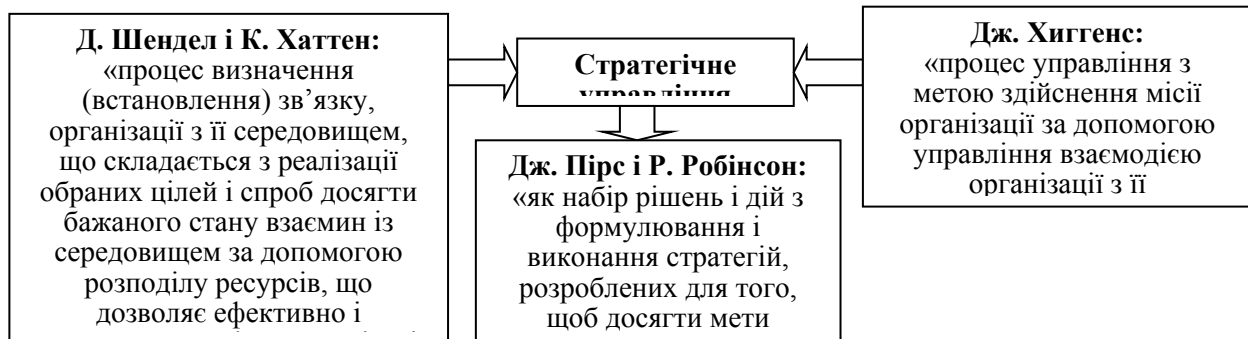 Д. Шендел і К. Хаттен:
«процес визначення
(встановлення) зв’язку,
організації з її середовищем,
що складається з реалізації
обраних цілей і спроб досягти
бажаного стану взаємин із
середовищем за допомогою
розподілу ресурсів, що
дозволяє ефективно і
Стратегічне
управління
Дж. Пірс і Р. Робінсон:
«як набір рішень і дій з
формулювання і
виконання стратегій,
розроблених для того,
щоб досягти мети
Дж. Хиггенс:
«процес управління з
метою здійснення місії
організації за допомогою
управління взаємодією
організації з її